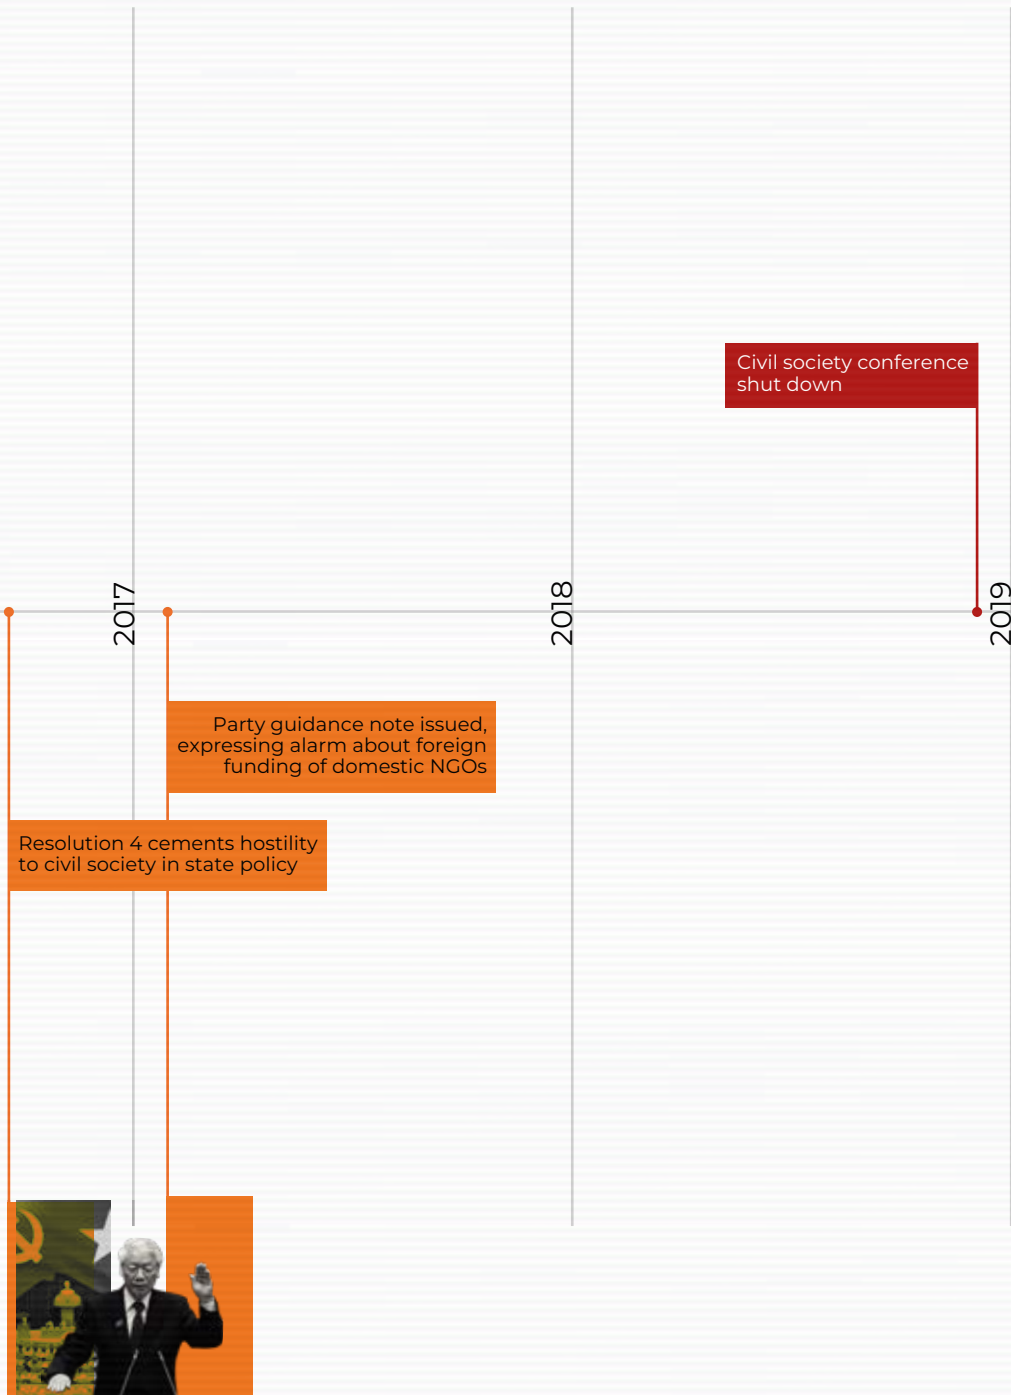 Civil society conference
shut down
2017
2018
2019
Party guidance note issued,
expressing alarm about foreign
funding of domestic NGOs
Resolution 4 cements hostility
to civil society in state policy